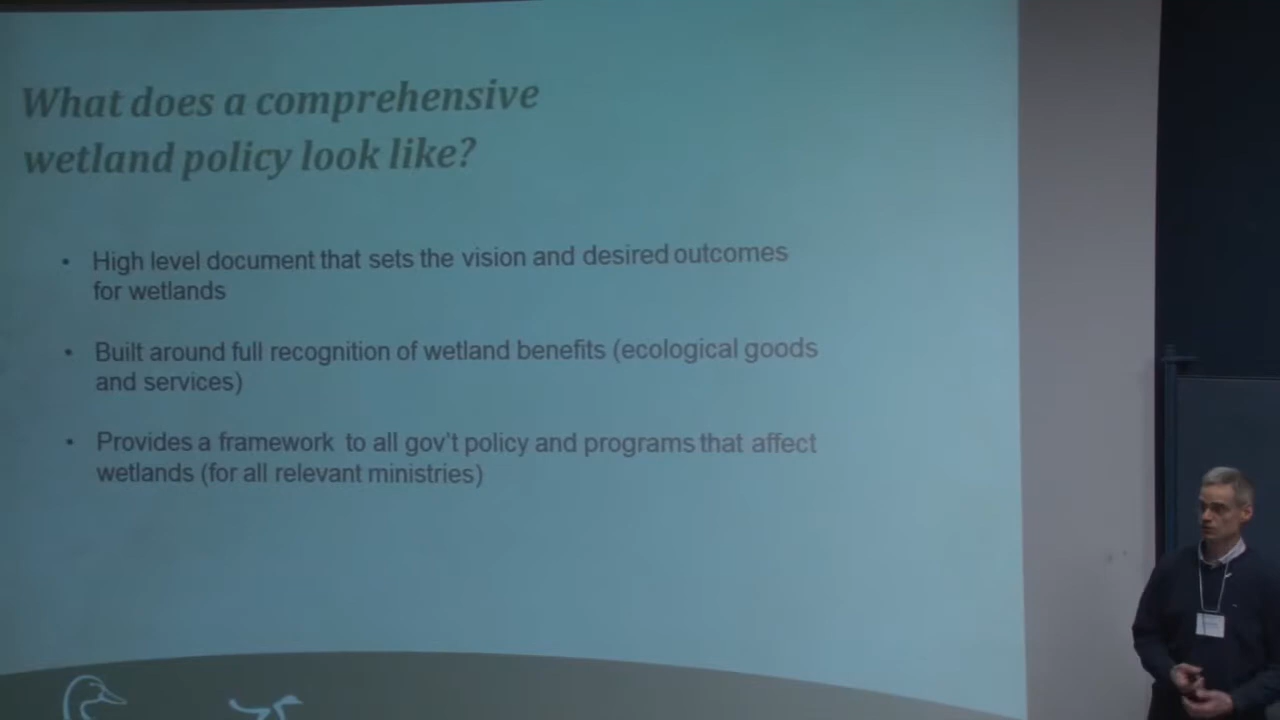 What does a comprehensive
wetland policy look like?
• High level document that sets the vision and desired outcomes
for wetlands
• Built around full recognition of wetland benefits (ecological goods
and services)
• Provides a framework to all gov't policy and programs that affect
wetlands (for all relevant ministries)